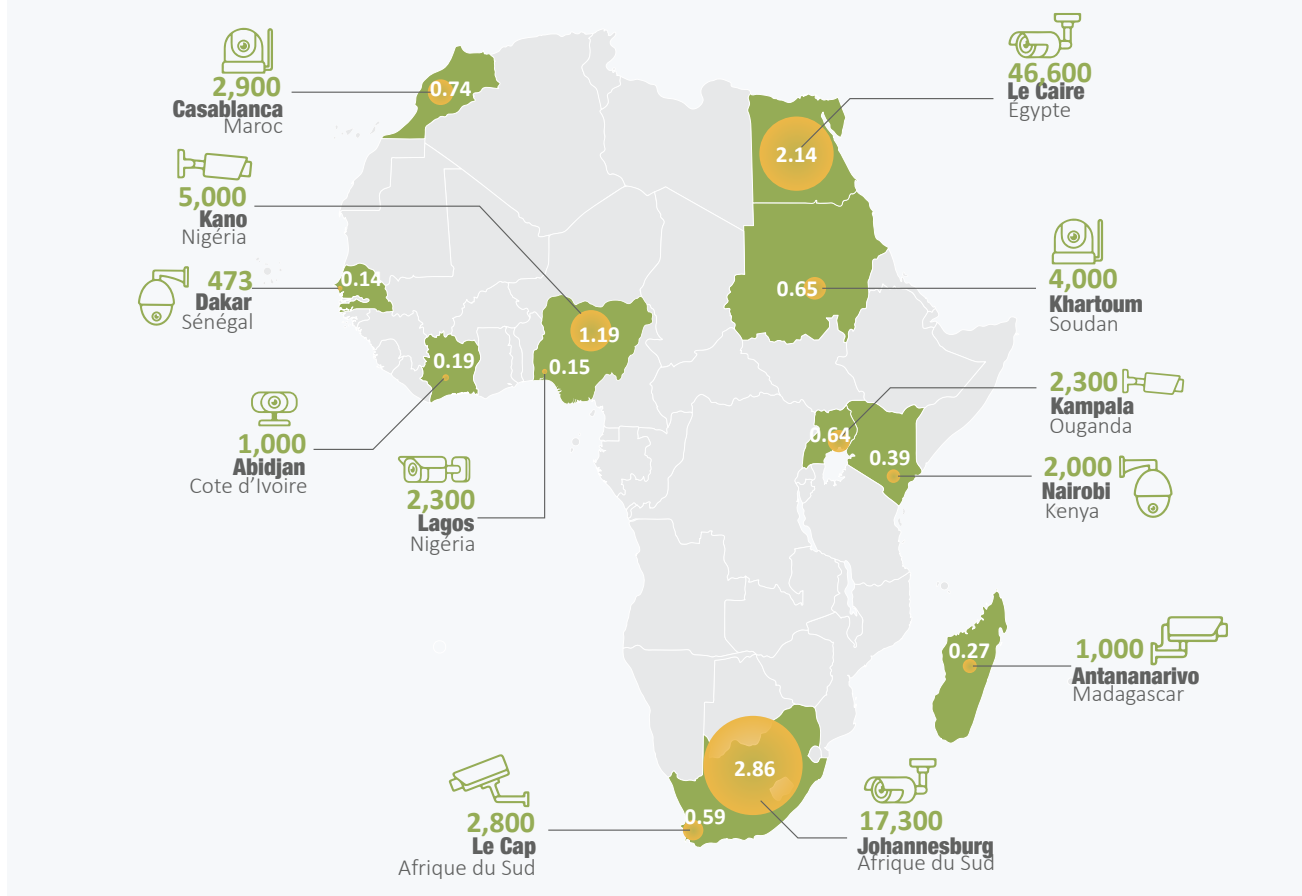 2,900
Casablanca
Maroc
0.74
46,600
Le Caire
Égypte
2.14
5,000
Kano
Nigéria
1.19
473
Dakar
Sénégal
0.14
4,000
Khartoum
Soudan
0.65
1,000
Abidjan
Cote d’Ivoire
0.19
2,300
Lagos
Nigéria
0.15
2,300
Kampala
Ouganda
0.64
2,000
Nairobi
Kenya
0.39
1,000
Antananarivo
Madagascar
0.27
2,800
Le Cap
Afrique du Sud
0.59
17,300
Johannesburg
Afrique du Sud
2.86